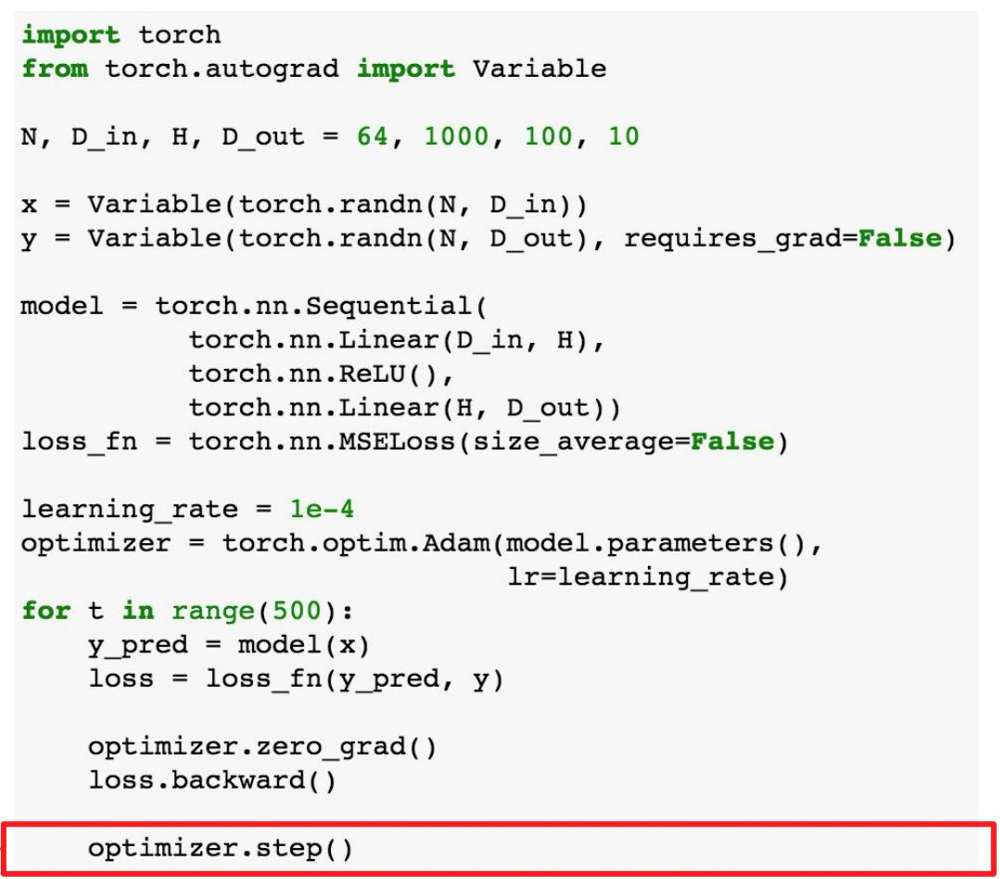 import torch
from torch.autograd import Variable
N, D_in, H, D_out = 64, 1000, 100, 10
x = Variable(torch.randn(N, D_in))
y = Variable(torch.randn(N, D_out), requires_grad=False)
model = torch.nn.Sequential(
          torch.nn.Linear(D_in, H),
          torch.nn.ReLU(),
          torch.nn.Linear(H, D_out))
loss_fn = torch.nn.MSELoss(size_average=False)
learning_rate = 1e-4
optimizer = torch.optim.Adam(model.parameters(),
                             lr=learning_rate)
for t in range(500):
    y_pred = model(x)
    loss = loss_fn(y_pred, y)
    optimizer.zero_grad()
    loss.backward()
    optimizer.step()